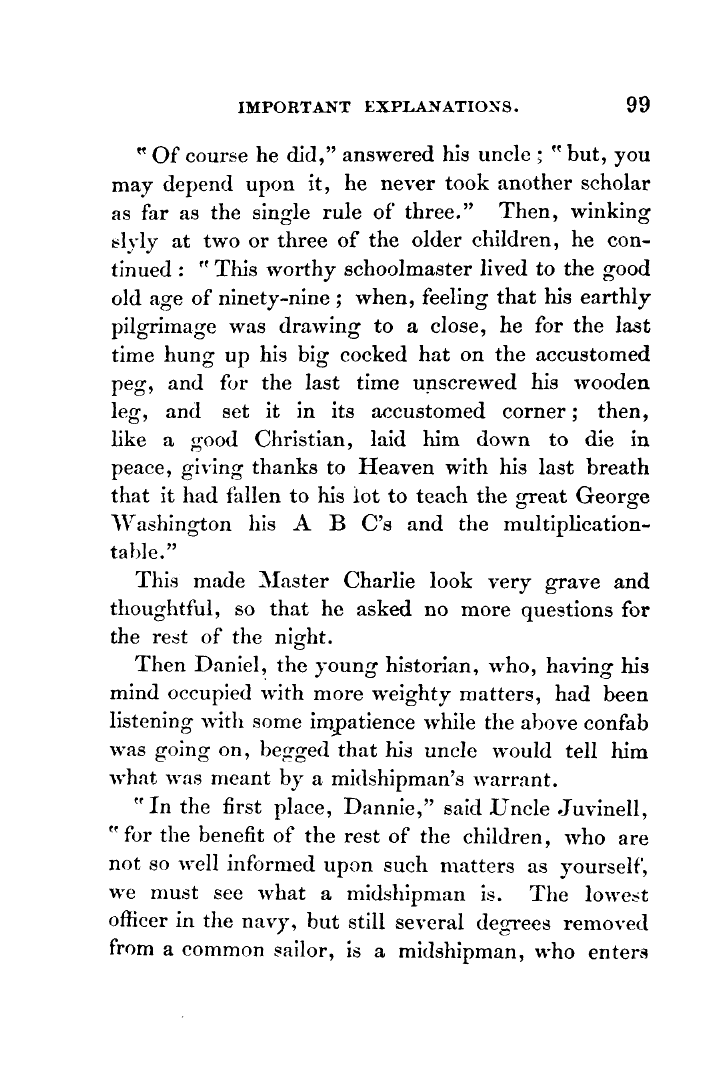 IMPORTANT EXPLANATIONS. 99
"Of course he did," answered his uncle; "but, you
may depend upon it, he never took another scholar
as far as the single rule of three." Then, winking
slyly at two or three of the older children, he con-
tinued: "This worthy schoolmaster lived to the good
old age of ninety-nine; when, feeling that his earthly
pilgrimage was drawing to a close, he for the last
time hung up his big cocked hat on the accustomed
peg, and for the last time unscrewed his wooden
leg, and set it in its accustomed corner; then,
like a good Christian, laid him down to die in
peace, giving thanks to Heaven with his last breath
that it had fallen to his lot to teach the great George
Washington his A B C's and the multiplication-
table."
This made Master Charlie look very grave and
thoughtful, so that he asked no more questions for
the rest of the night.
Then Daniel, the young historian, who, having his
mind occupied with more weighty matters, had been
listening with some impatience while the above confab
was going on, begged that his uncle would tell him
what was meant by a midshipman's warrant.
"In the first place, Dannie," said Uncle Juvinell,
"for the benefit of the rest of the children, who are
not so well informed upon such matters as yourself,
we must see what a midshipman is. The lowest
officer in the navy, but still several degrees removed
from a common sailor, is a midshipman, who enters